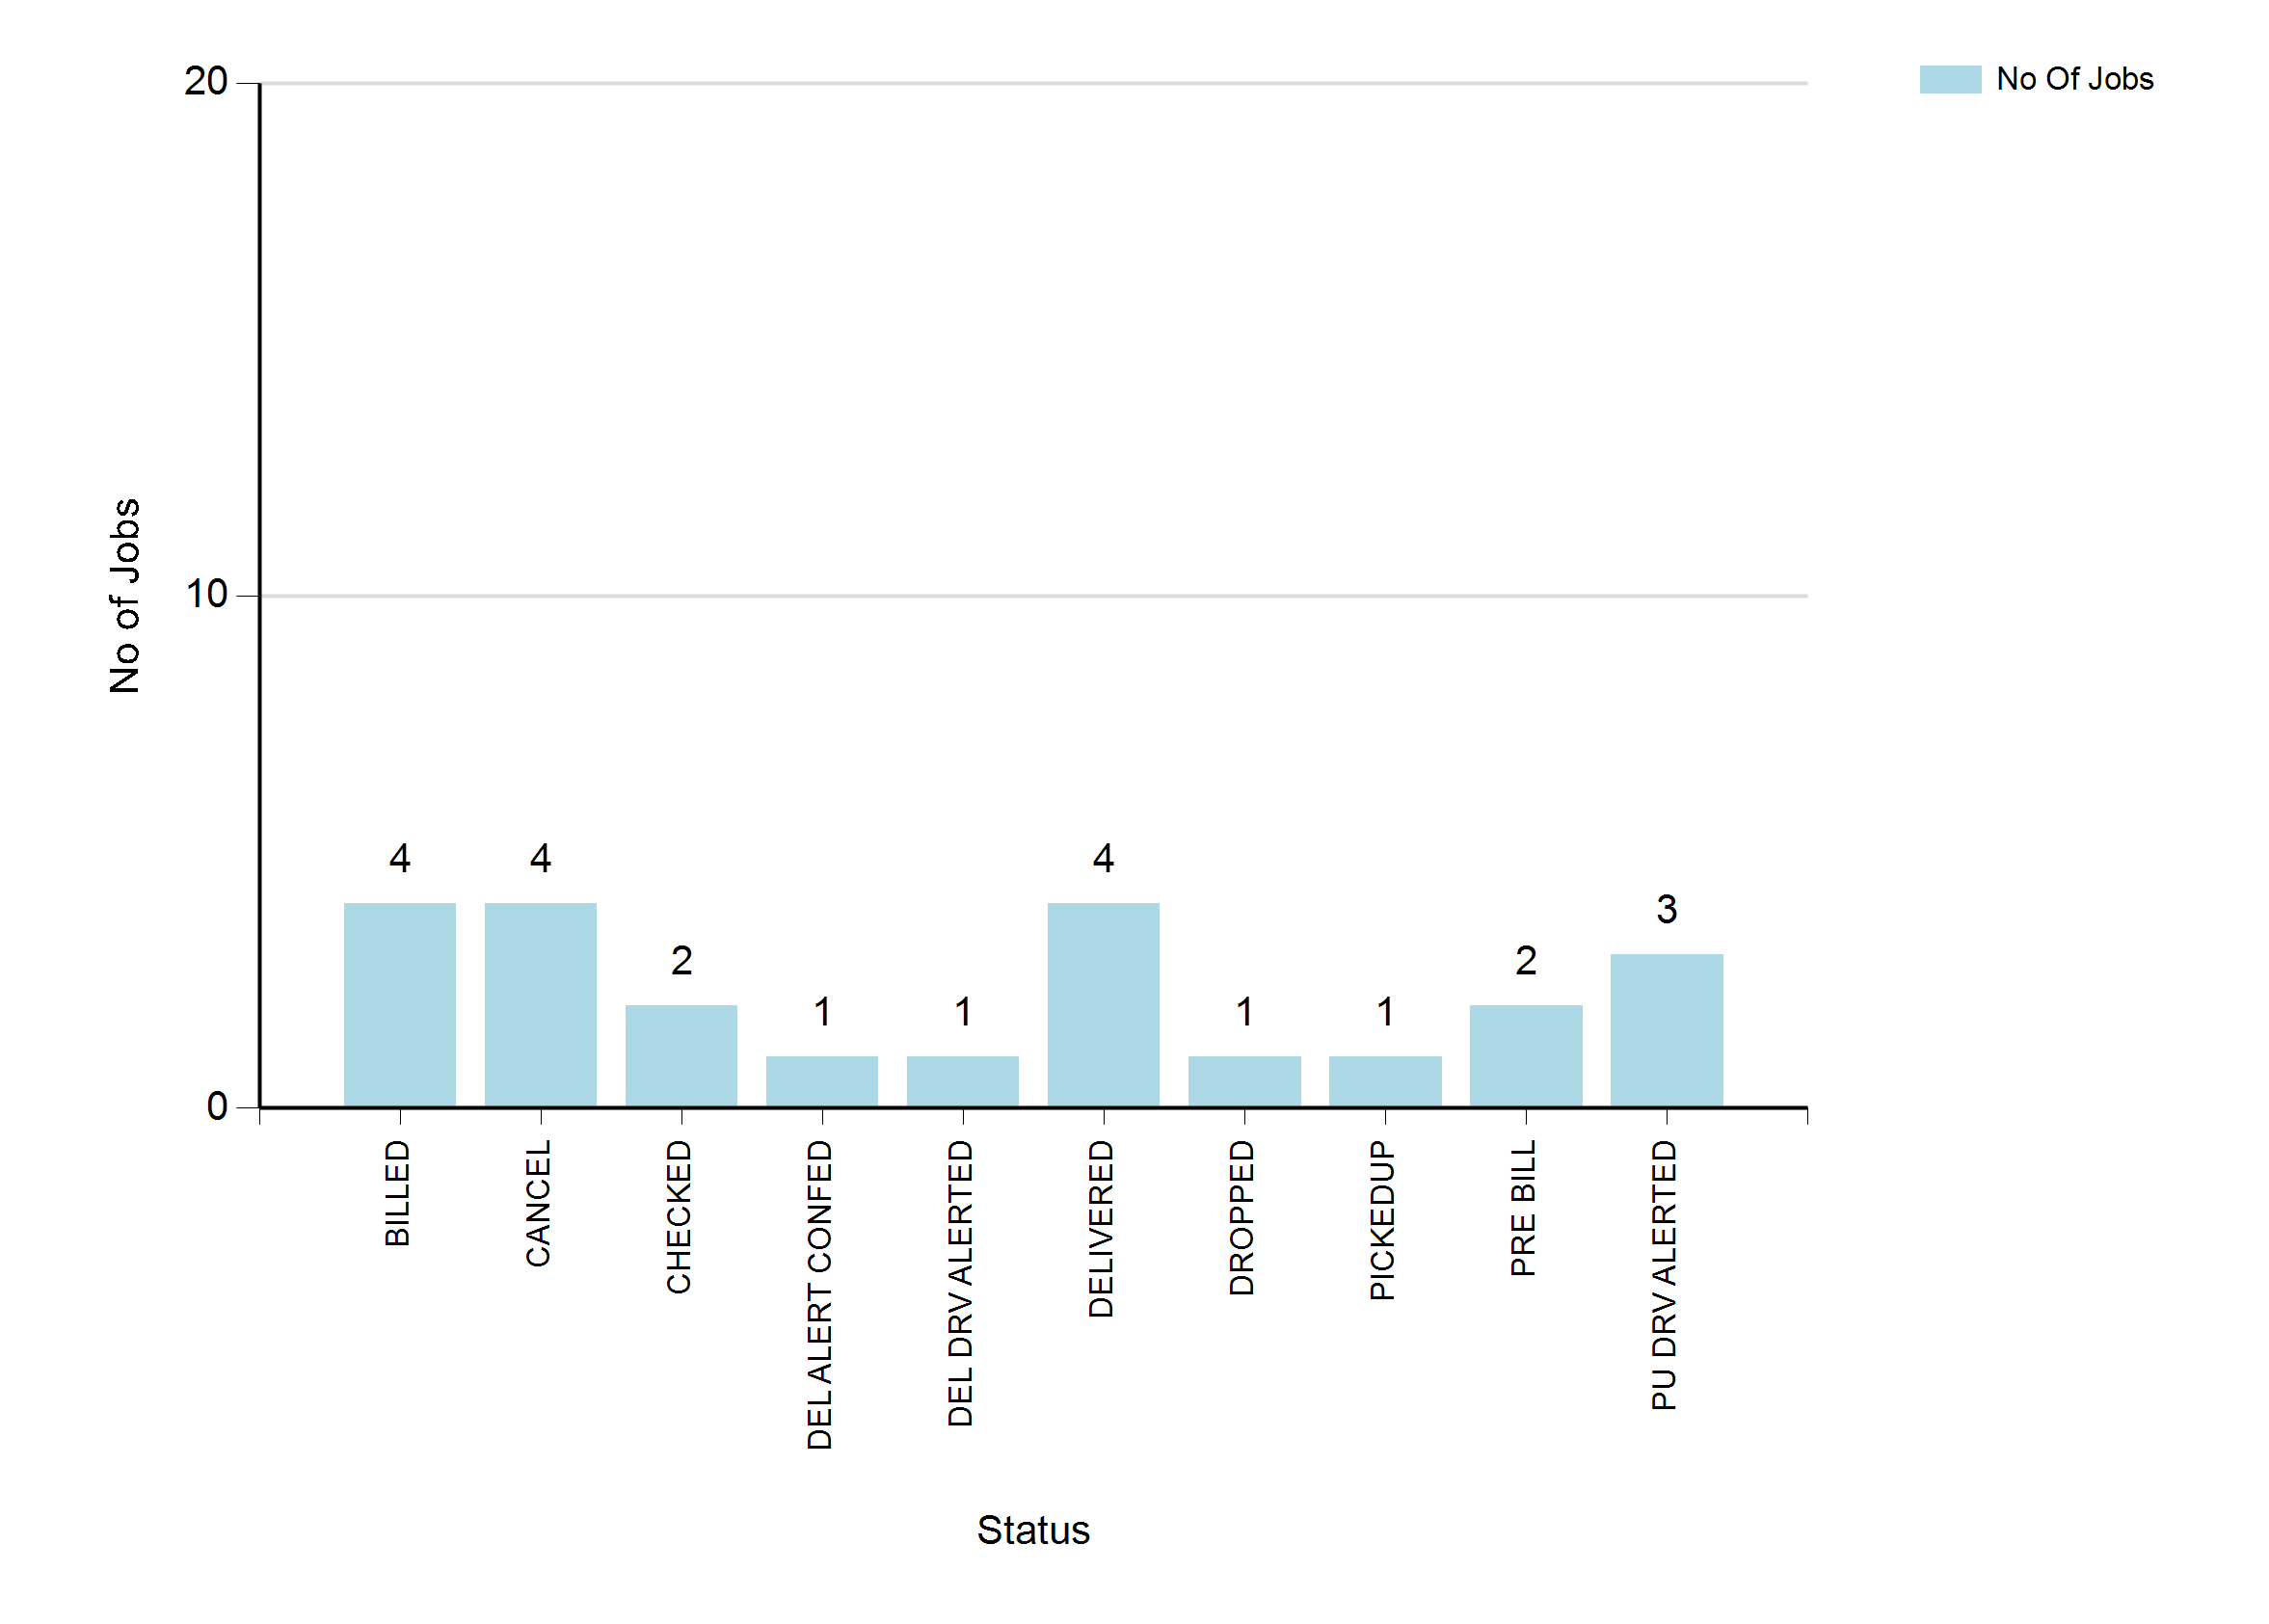 20
No Of Jobs
10
No of Jobs
4
4
2
1
1
4
1
1
2
3
0
BILLED
CANCEL
CHECKED
DEL ALERT CONFED
DEL DRV ALERTED
DELIVERED
DROPPED
PICKEDUP
PRE BILL
PU DRV ALERTED
Status